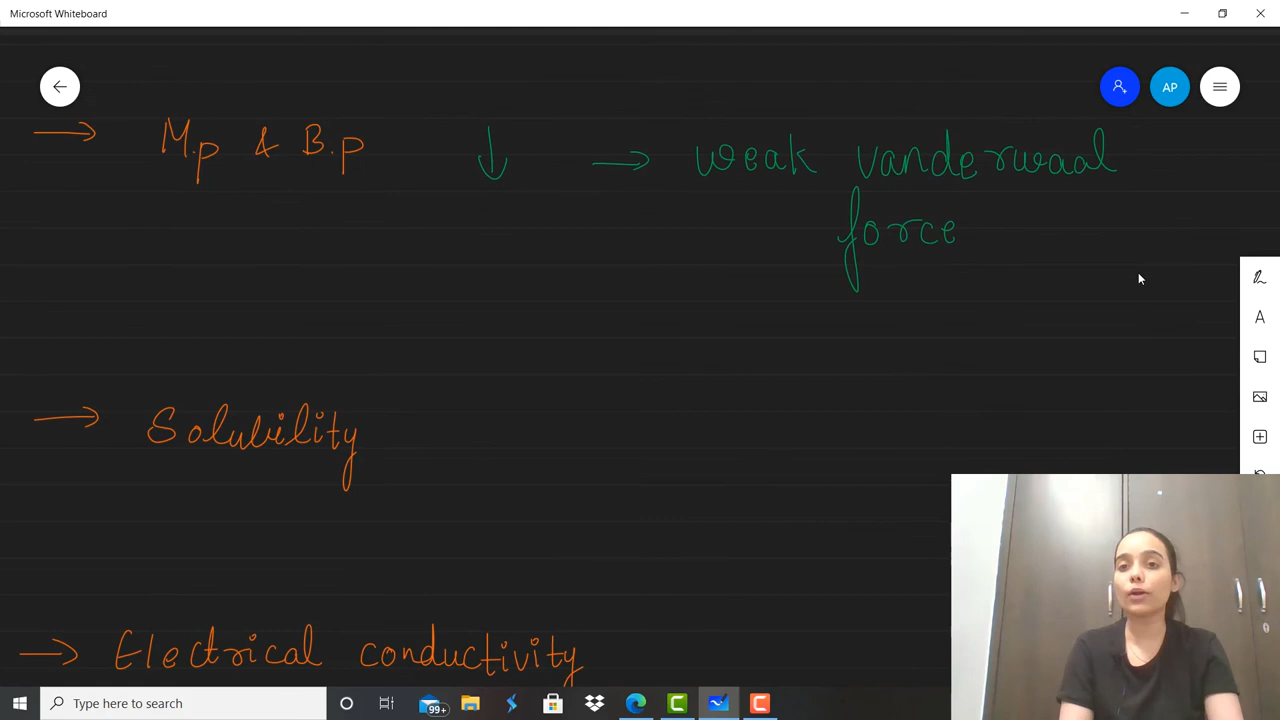 Microsoft Whiteboard
AP
→ M.p & B.p ↓ → weak vanderwaal
force
→ Solubility
→ Electrical conductivity
Type here to search
99+